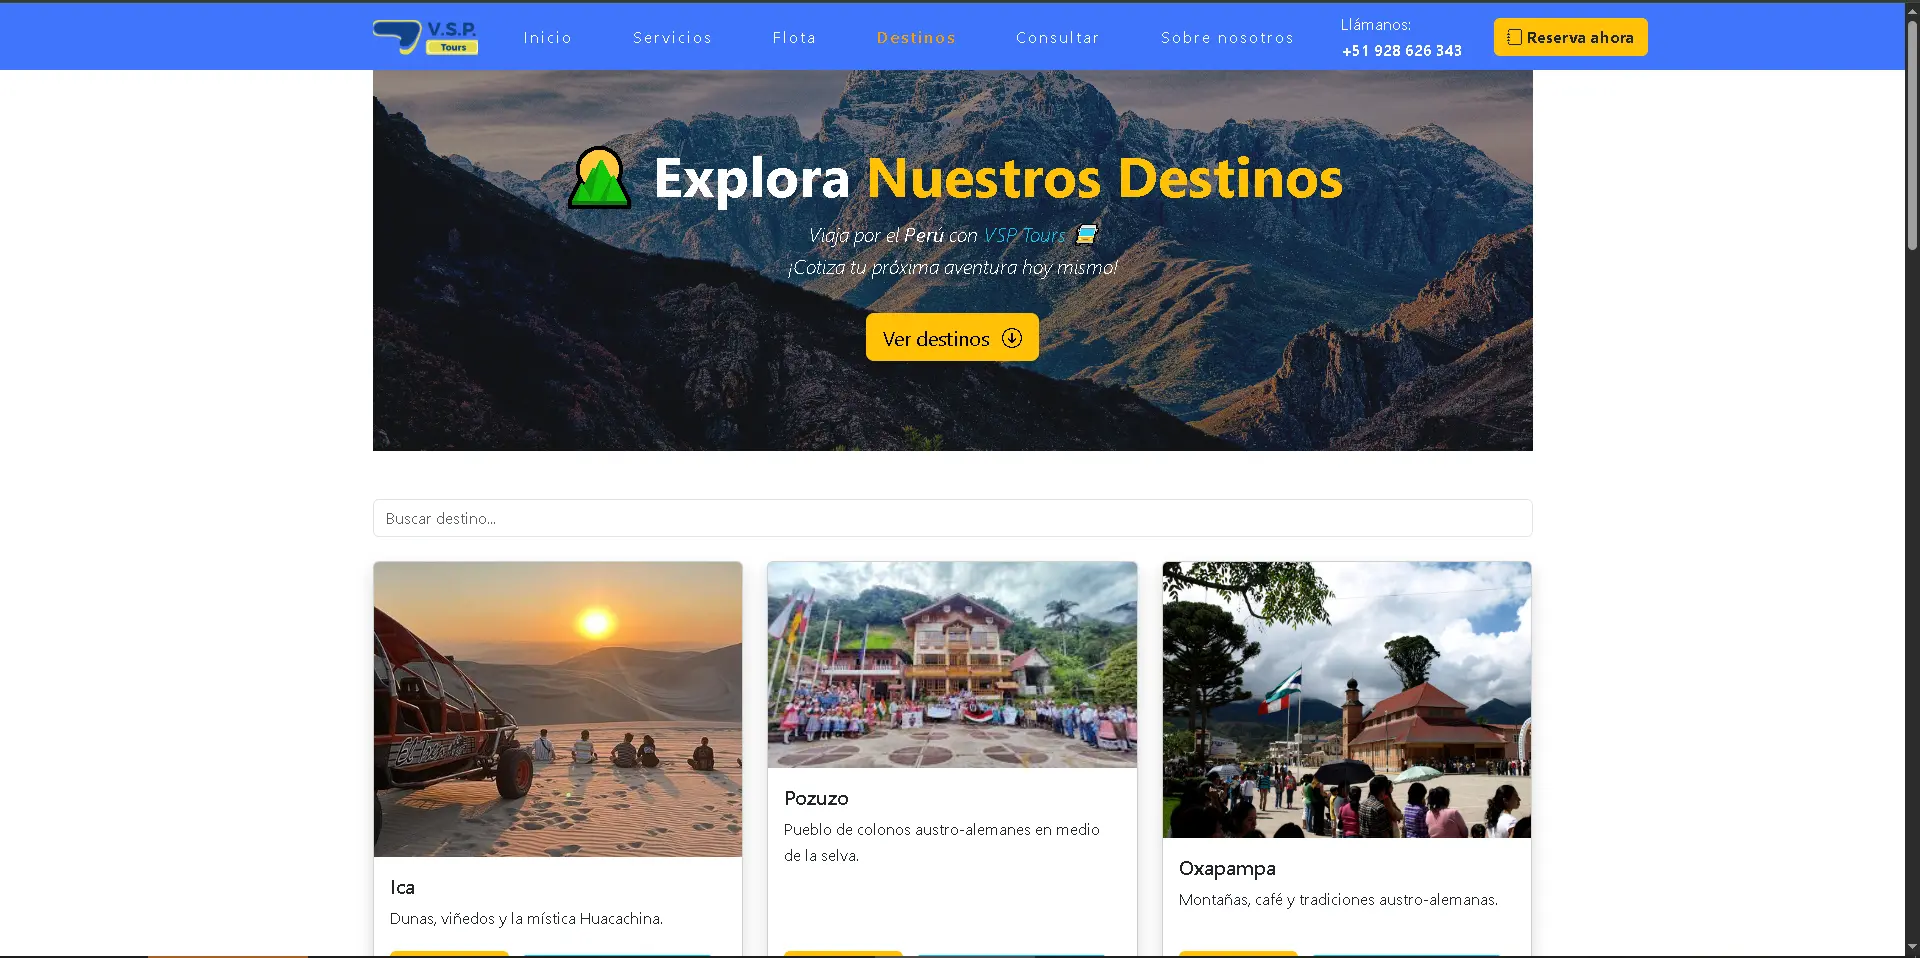 V.S.P.
Tours
Inicio
Servicios
Flota
Destinos
Consultar
Sobre nosotros
Llámanos:
+51 928 626 343
Reserva ahora
Explora Nuestros Destinos
Viaja por el Perú con VSP Tours
¡Cotiza tu próxima aventura hoy mismo!
Ver destinos
Buscar destino...
Ica
Dunas, viñedos y la mística Huacachina.
Pozuzo
Pueblo de colonos austro-alemanes en medio
de la selva.
Oxapampa
Montañas, café y tradiciones austro-alemanas.